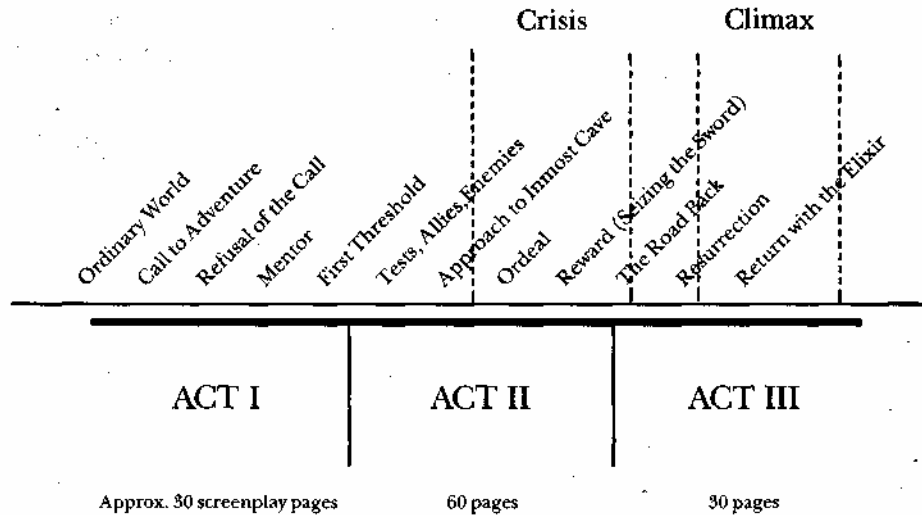 Crisis
Climax
Ordinary World
Call to Adventure
Refusal of the Call
Mentor
First Threshold
Tests, Allies, Enemies
Approach to Inmost Cave
Ordeal
Reward (Seizing the Sword)
The Road Back
Resurrection
Return with the Elixir
ACT I
ACT II
ACT III
Approx. 30 screenplay pages
60 pages
30 pages